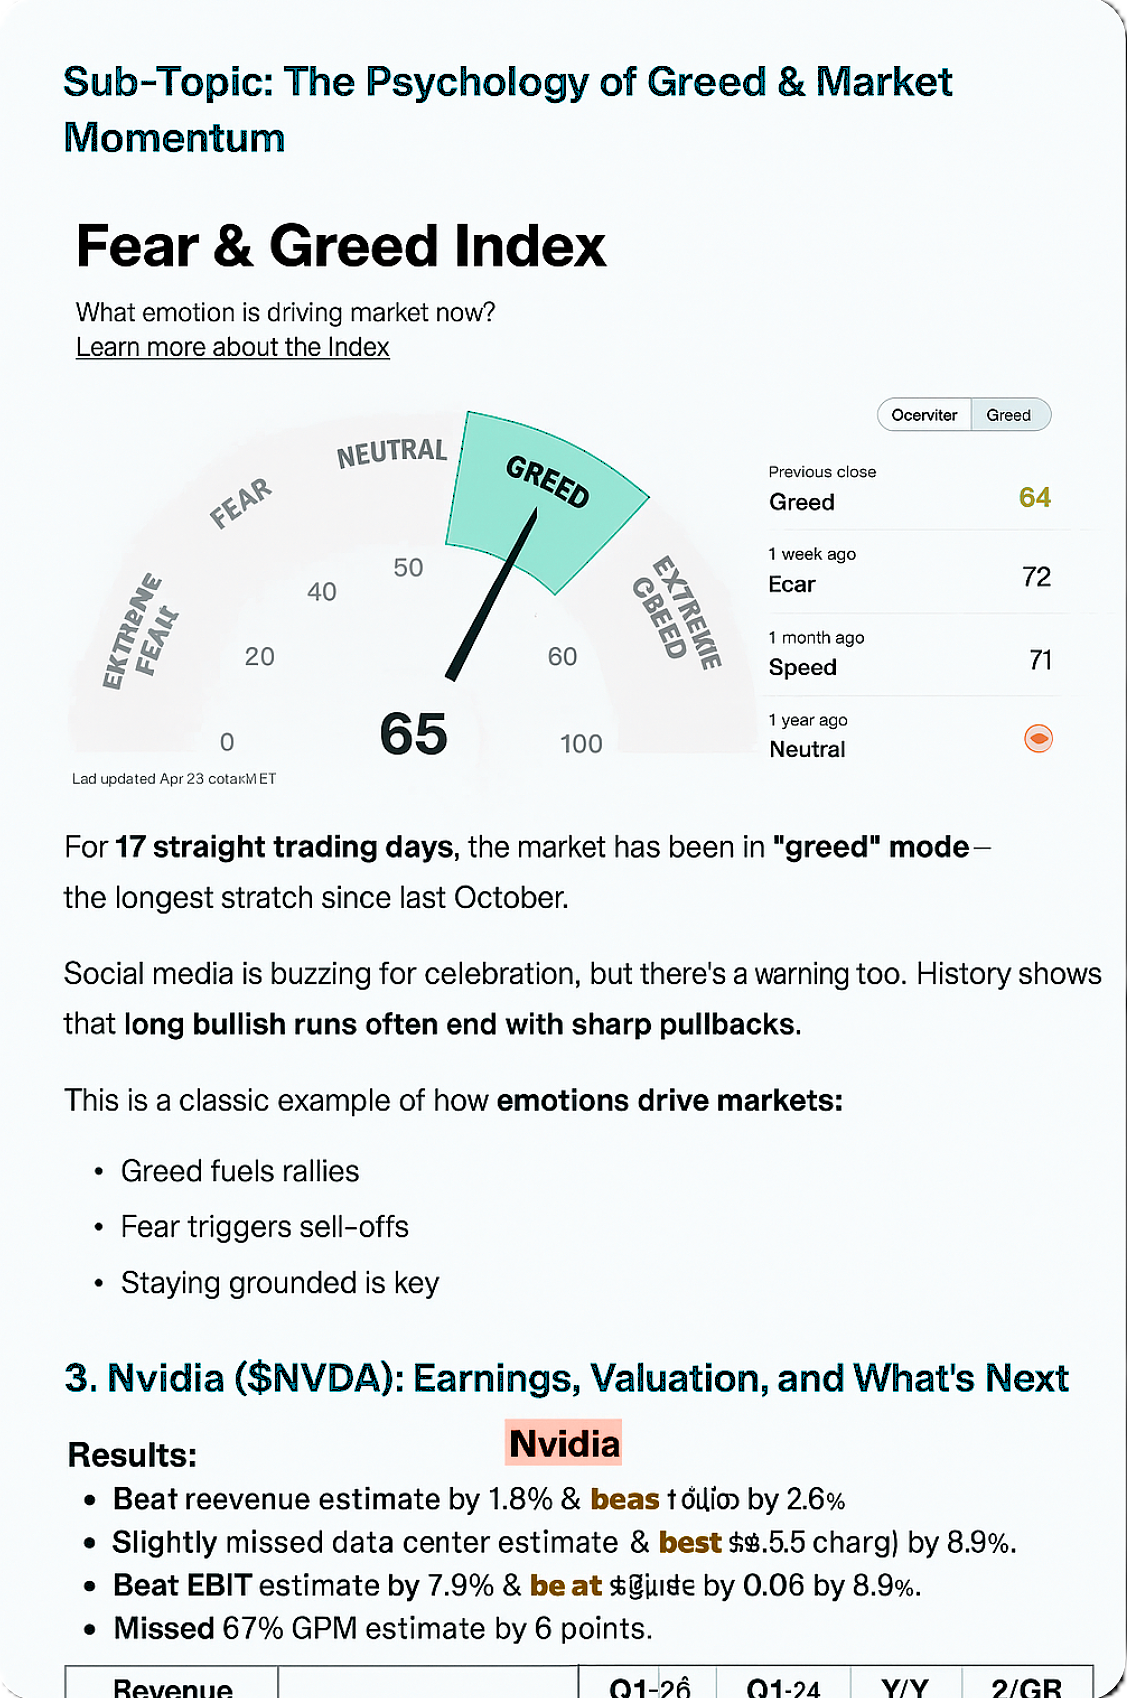 Sub-Topic: The Psychology of Greed & Market
Momentum
Fear & Greed Index
What emotion is driving market now?
Learn more about the Index
EXTREME FEAR
FEAR
NEUTRAL
GREED
0
20
40
50
60
100
65
Lad updated Apr 23 ET
Ocerviter Greed
Previous close
Greed 64
1 week ago
Ecar 72
1 month ago
Speed 71
1 year ago
Neutral
For 17 straight trading days, the market has been in "greed" mode—
the longest stratch since last October.
Social media is buzzing for celebration, but there's a warning too. History shows
that long bullish runs often end with sharp pullbacks.
This is a classic example of how emotions drive markets:
• Greed fuels rallies
• Fear triggers sell-offs
• Staying grounded is key
3. Nvidia ($NVDA): Earnings, Valuation, and What's Next
Nvidia
Results:
• Beat reevenue estimate by 1.8% & beas by 2.6%
• Slightly missed data center estimate & best charg) by 8.9%.
• Beat EBIT estimate by 7.9% & be at by 0.06 by 8.9%.
• Missed 67% GPM estimate by 6 points.
Revenue Q1-26 Q1-24 Y/Y 2/GR